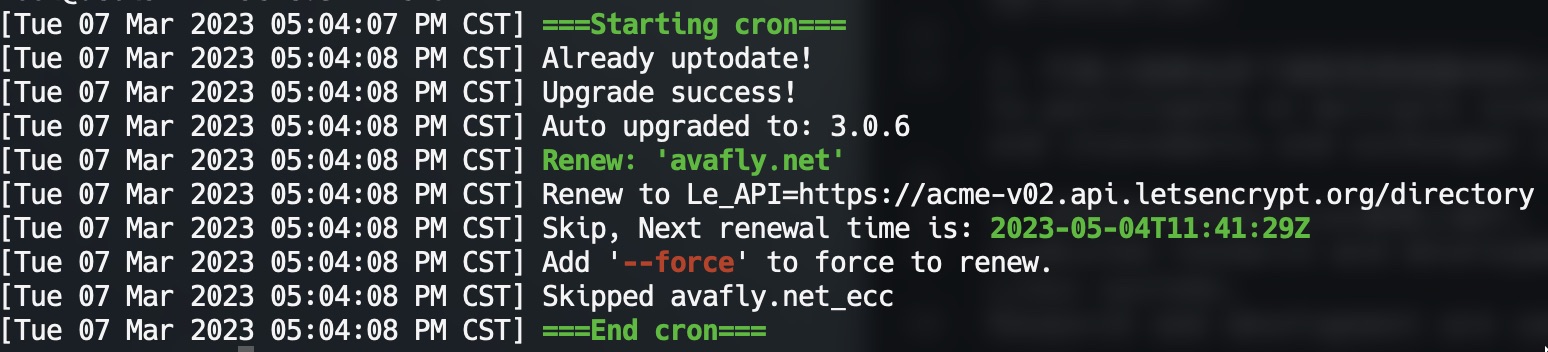 [Tue 07 Mar 2023 05:04:07 PM CST] ===Starting cron===
[Tue 07 Mar 2023 05:04:08 PM CST] Already uptodate!
[Tue 07 Mar 2023 05:04:08 PM CST] Upgrade success!
[Tue 07 Mar 2023 05:04:08 PM CST] Auto upgraded to: 3.0.6
[Tue 07 Mar 2023 05:04:08 PM CST] Renew: 'avafly.net'
[Tue 07 Mar 2023 05:04:08 PM CST] Renew to Le_API=https://acme-v02.api.letsencrypt.org/directory
[Tue 07 Mar 2023 05:04:08 PM CST] Skip, Next renewal time is: 2023-05-04T11:41:29Z
[Tue 07 Mar 2023 05:04:08 PM CST] Add '--force' to force to renew.
[Tue 07 Mar 2023 05:04:08 PM CST] Skipped avafly.net_ecc
[Tue 07 Mar 2023 05:04:08 PM CST] ===End cron===